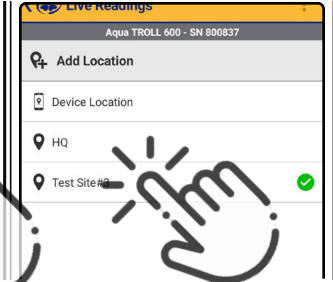 Live Readings
Aqua TROLL 600 - SN 800837
Add Location
Device Location
HQ
Test Site#3